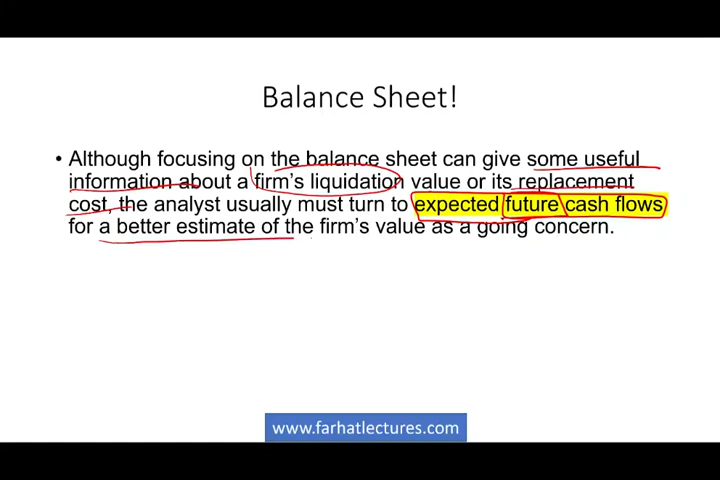 Balance Sheet!
• Although focusing on the balance sheet can give some useful
information about a firm's liquidation value or its replacement
cost, the analyst usually must turn to expected future cash flows
for a better estimate of the firm's value as a going concern.
www.farhatlectures.com